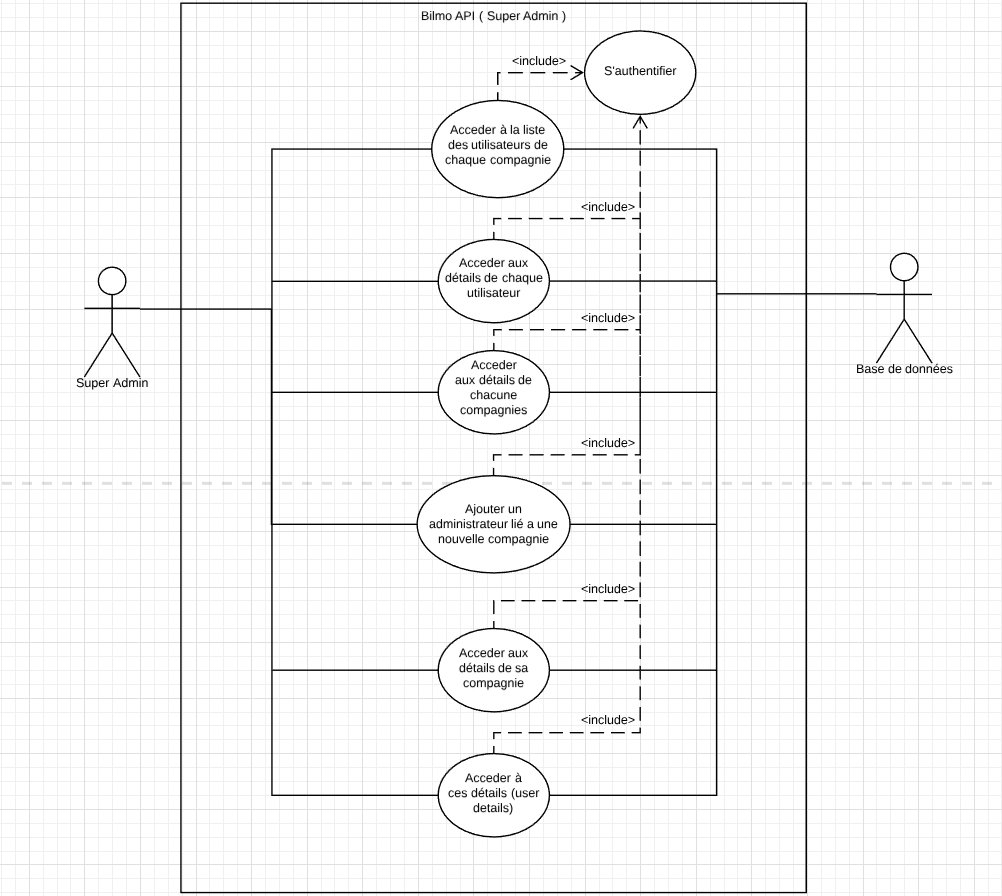 Bilmo API ( Super Admin )
<include>
S'authentifier
Acceder à la liste
des utilisateurs de
chaque compagnie
<include>
Acceder aux
détails de chaque
utilisateur
<include>
Super Admin
Base de données
Acceder
aux détails de
chacune
compagnies
<include>
Ajouter un
administrateur lié a une
nouvelle compagnie
<include>
Acceder aux
détails de sa
compagnie
<include>
Acceder à
ces détails (user
details)